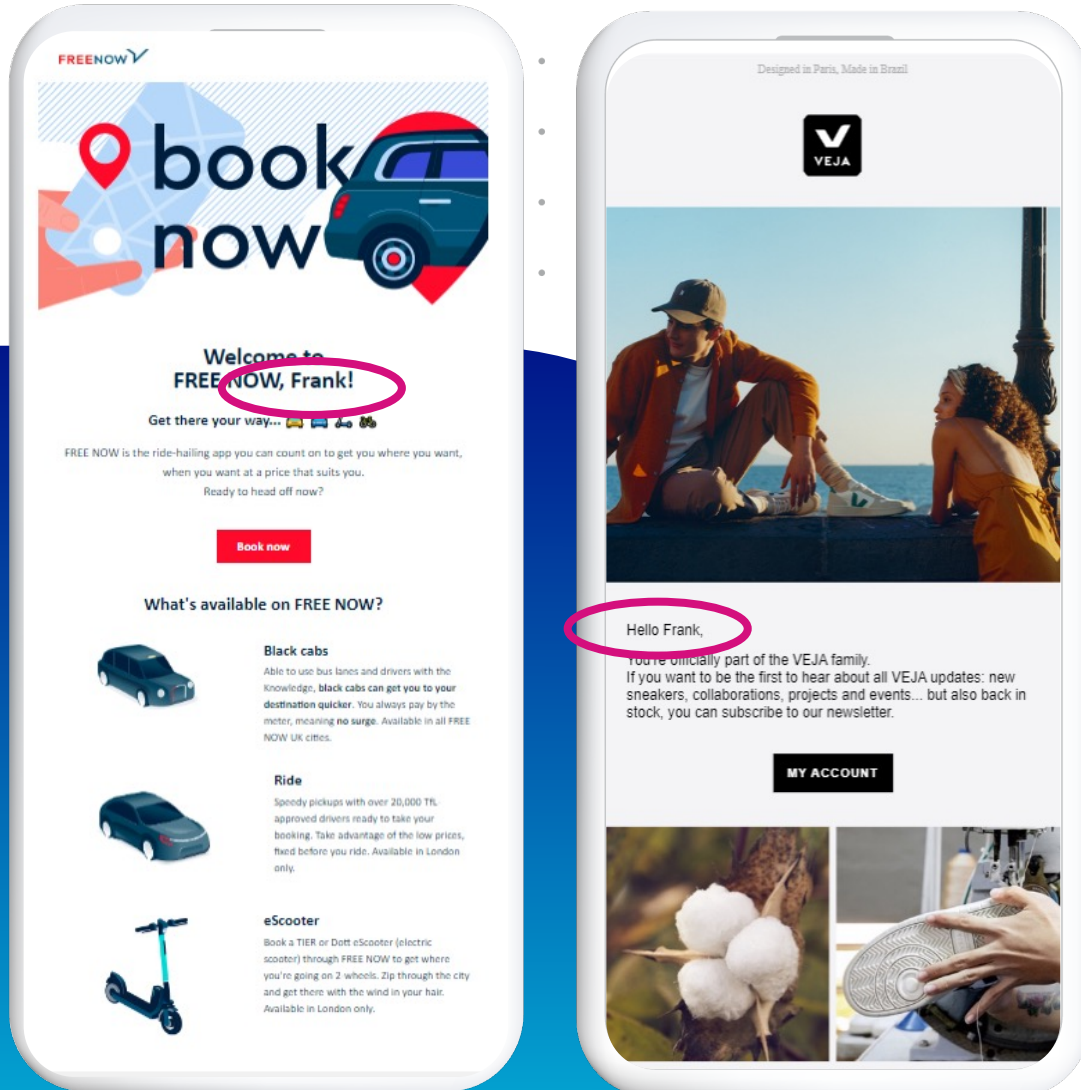 FREENOW
book
now
Welcome to
FREE NOW, Frank!
Get there your way...
FREE NOW is the ride-hailing app you can count on to get you where you want,
when you want at a price that suits you.
Ready to head off now?
Book now
What's available on FREE NOW?
Black cabs
Able to use bus lanes and drivers with the
Knowledge, black cabs can get you to your
destination quicker. You always pay by the
meter, meaning no surge. Available in all FREE
NOW UK cities.
Ride
Speedy pickups with over 20,000 TfL
approved drivers ready to take your
booking. Take advantage of the low prices,
fixed before you ride. Available in London
only.
eScooter
Book a TIER or Dott eScooter (electric
scooter) through FREE NOW to get where
you're going on 2-wheels. Zip through the city
and get there with the wind in your hair.
Available in London only.
Designed in Paris, Made in Brazil
VEJA
Hello Frank,
You're officially part of the VEJA family.
If you want to be the first to hear about all VEJA updates: new
sneakers, collaborations, projects and events... but also back in
stock, you can subscribe to our newsletter.
MY ACCOUNT